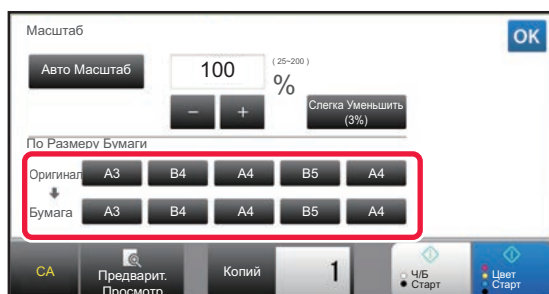 Масштаб
OK
Авто Масштаб
100
(25~200)
%
−
+
Слегка Уменьшить
(3%)
По Размеру Бумаги
Оригинал
A3
B4
A4
B5
A4
Бумага
A3
B4
A4
B5
A4
CA
Предварит.
Просмотр
Копий
1
Ч/Б
Старт
Цвет
Старт